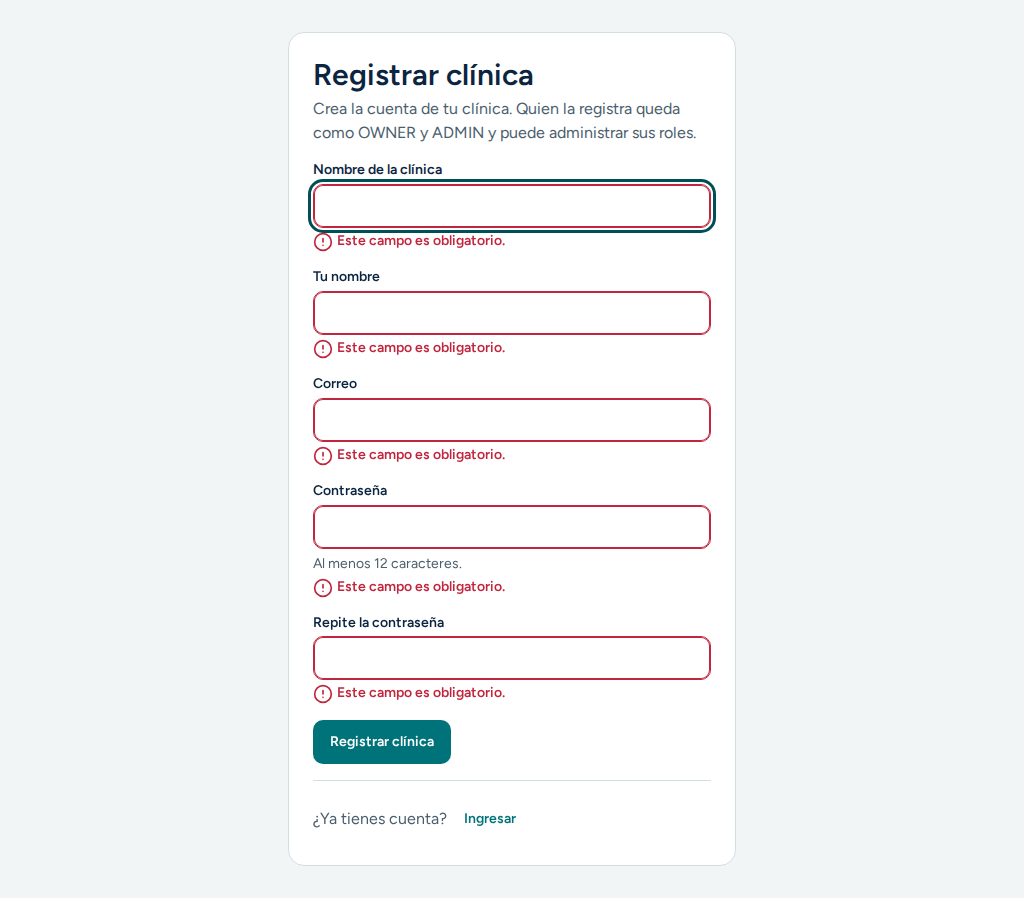 Registrar clínica
Crea la cuenta de tu clínica. Quien la registra queda
como OWNER y ADMIN y puede administrar sus roles.
Nombre de la clínica
Este campo es obligatorio.
Tu nombre
Este campo es obligatorio.
Correo
Este campo es obligatorio.
Contraseña
Al menos 12 caracteres.
Este campo es obligatorio.
Repite la contraseña
Este campo es obligatorio.
Registrar clínica
¿Ya tienes cuenta? Ingresar